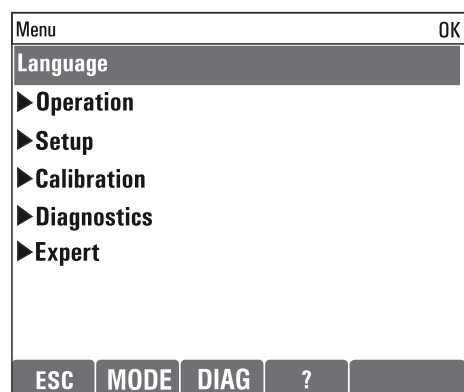 Menu OK
Language
▶Operation
▶Setup
▶Calibration
▶Diagnostics
▶Expert
ESC MODE DIAG ?